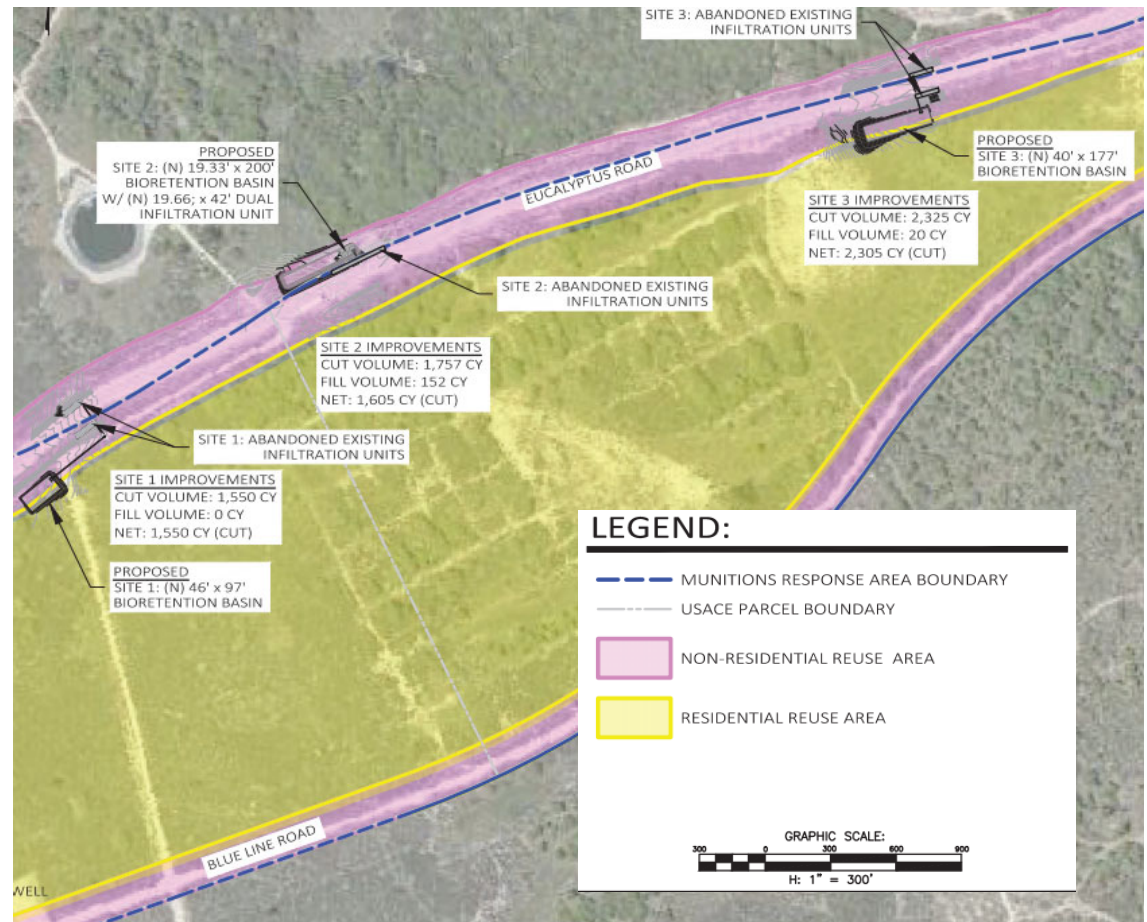 SITE 3: ABANDONED EXISTING
INFILTRATION UNITS
PROPOSED
SITE 2: (N) 19.33' x 200'
BIORETENTION BASIN
W/ (N) 19.66; x 42' DUAL
INFILTRATION UNIT
EUCALYPTUS ROAD
PROPOSED
SITE 3: (N) 40' x 177'
BIORETENTION BASIN
SITE 3 IMPROVEMENTS
CUT VOLUME: 2,325 CY
FILL VOLUME: 20 CY
NET: 2,305 CY (CUT)
SITE 2: ABANDONED EXISTING
INFILTRATION UNITS
SITE 2 IMPROVEMENTS
CUT VOLUME: 1,757 CY
FILL VOLUME: 152 CY
NET: 1,605 CY (CUT)
SITE 1: ABANDONED EXISTING
INFILTRATION UNITS
SITE 1 IMPROVEMENTS
CUT VOLUME: 1,550 CY
FILL VOLUME: 0 CY
NET: 1,550 CY (CUT)
PROPOSED
SITE 1: (N) 46' x 97'
BIORETENTION BASIN
BLUE LINE ROAD
WELL
LEGEND:
MUNITIONS RESPONSE AREA BOUNDARY
USACE PARCEL BOUNDARY
NON-RESIDENTIAL REUSE AREA
RESIDENTIAL REUSE AREA
GRAPHIC SCALE:
300 0 300 600 900
H: 1" = 300'